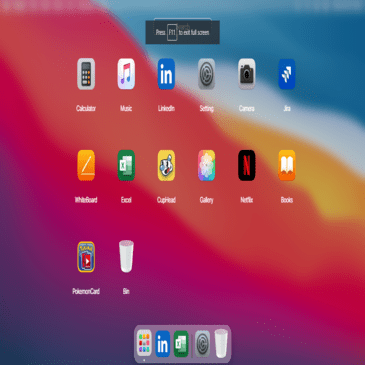 Press F11 to exit full screen
Calculator Music LinkedIn Setting Camera Jira
WhiteBoard Excel CupHead Gallery Netflix Books
PokemonCard Bin